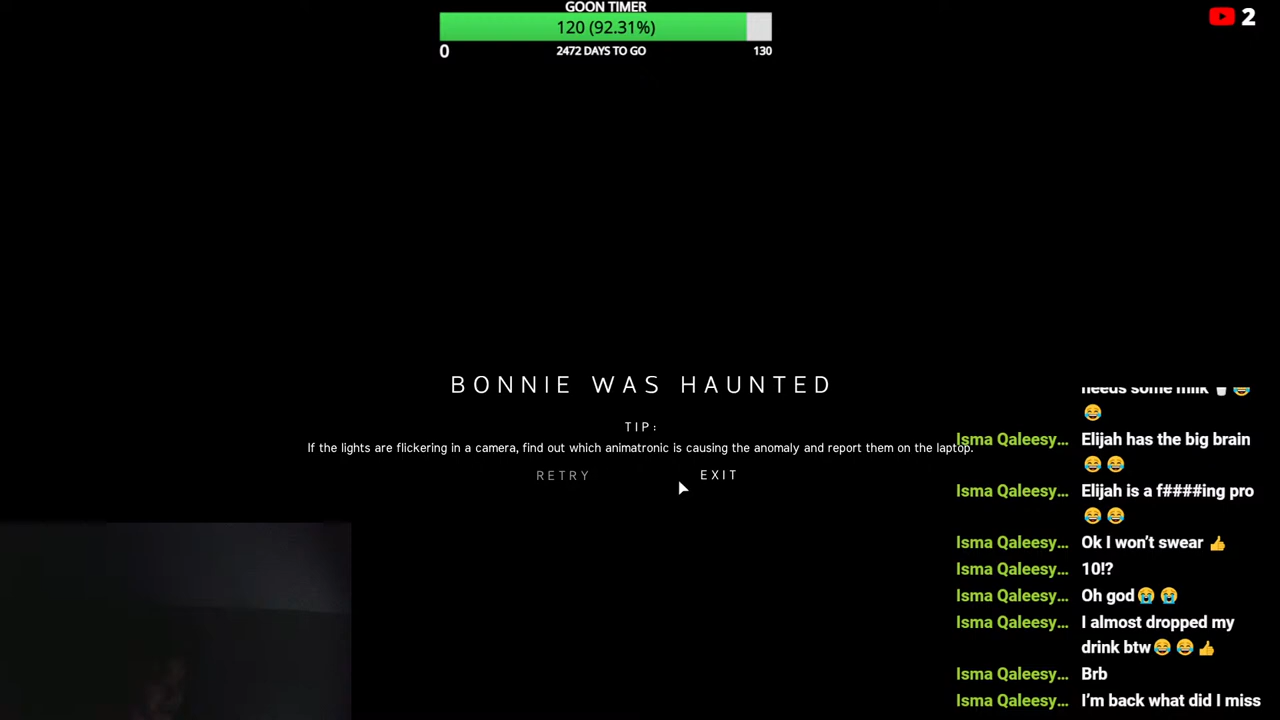 GOON TIMER
120 (92.31%)
0
2472 DAYS TO GO
130
2
BONNIE WAS HAUNTED
TIP:
If the lights are flickering in a camera, find out which animatronic is causing the anomaly and report them on the laptop.
RETRY
EXIT
needs some milk 🥛😂
😂
Isma Qaleesy… Elijah has the big brain
😂😂
Isma Qaleesy… Elijah is a f####ing pro
😂😂
Isma Qaleesy… Ok I won’t swear 👍
Isma Qaleesy… 10!?
Isma Qaleesy… Oh god😭😭
Isma Qaleesy… I almost dropped my
drink btw😂😂👍
Isma Qaleesy… Brb
Isma Qaleesy… I’m back what did I miss